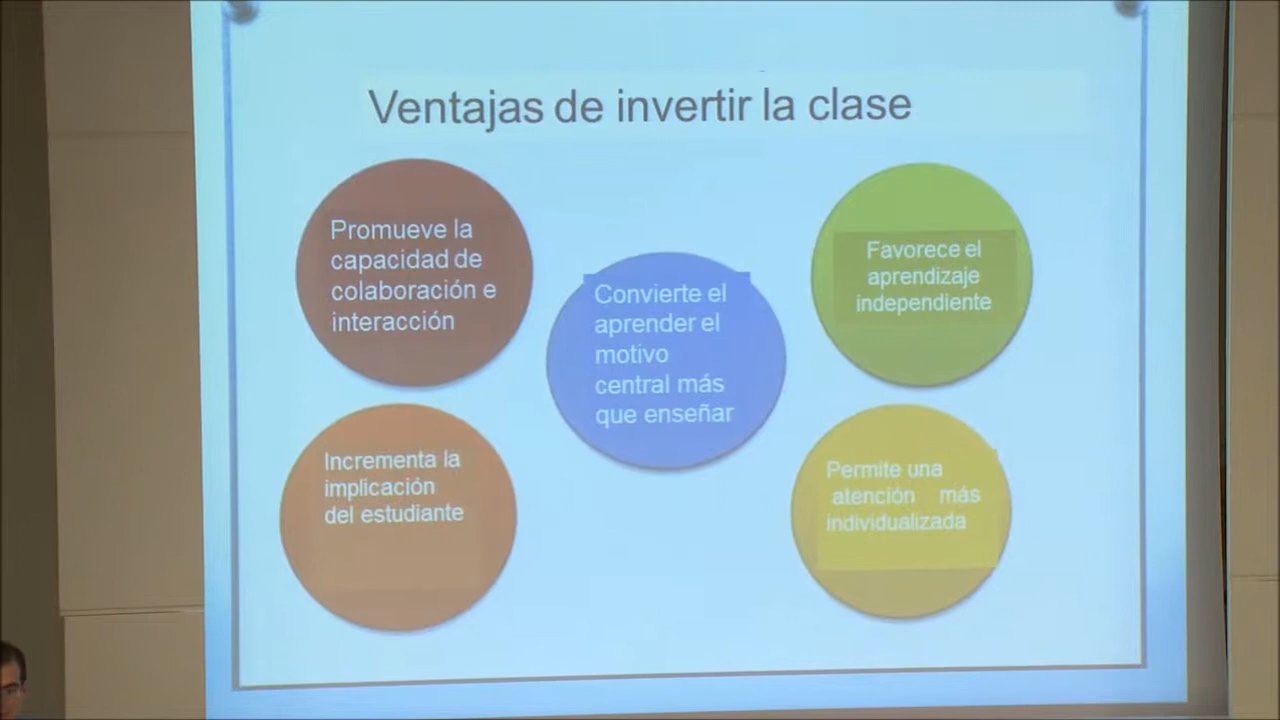 Ventajas de invertir la clase
Promueve la
capacidad de
colaboración e
interacción
Convierte el
aprender el
motivo
central más
que enseñar
Favorece el
aprendizaje
independiente
Incrementa la
implicación
del estudiante
Permite una
atención más
individualizada